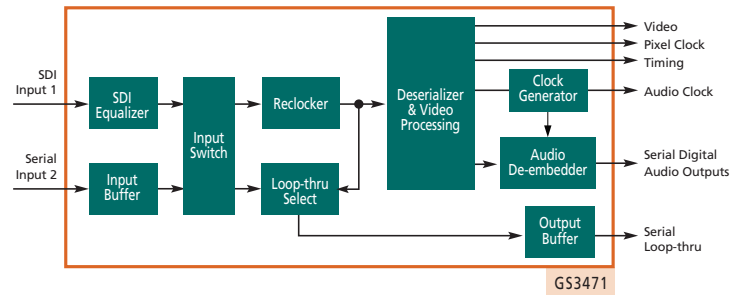 SDI
Input 1
Serial
Input 2
SDI
Equalizer
Input
Buffer
Input
Switch
Reclocker
Loop-thru
Select
Deserializer
& Video
Processing
Clock
Generator
Audio
De-embedder
Output
Buffer
Video
Pixel Clock
Timing
Audio Clock
Serial Digital
Audio Outputs
Serial
Loop-thru
GS3471